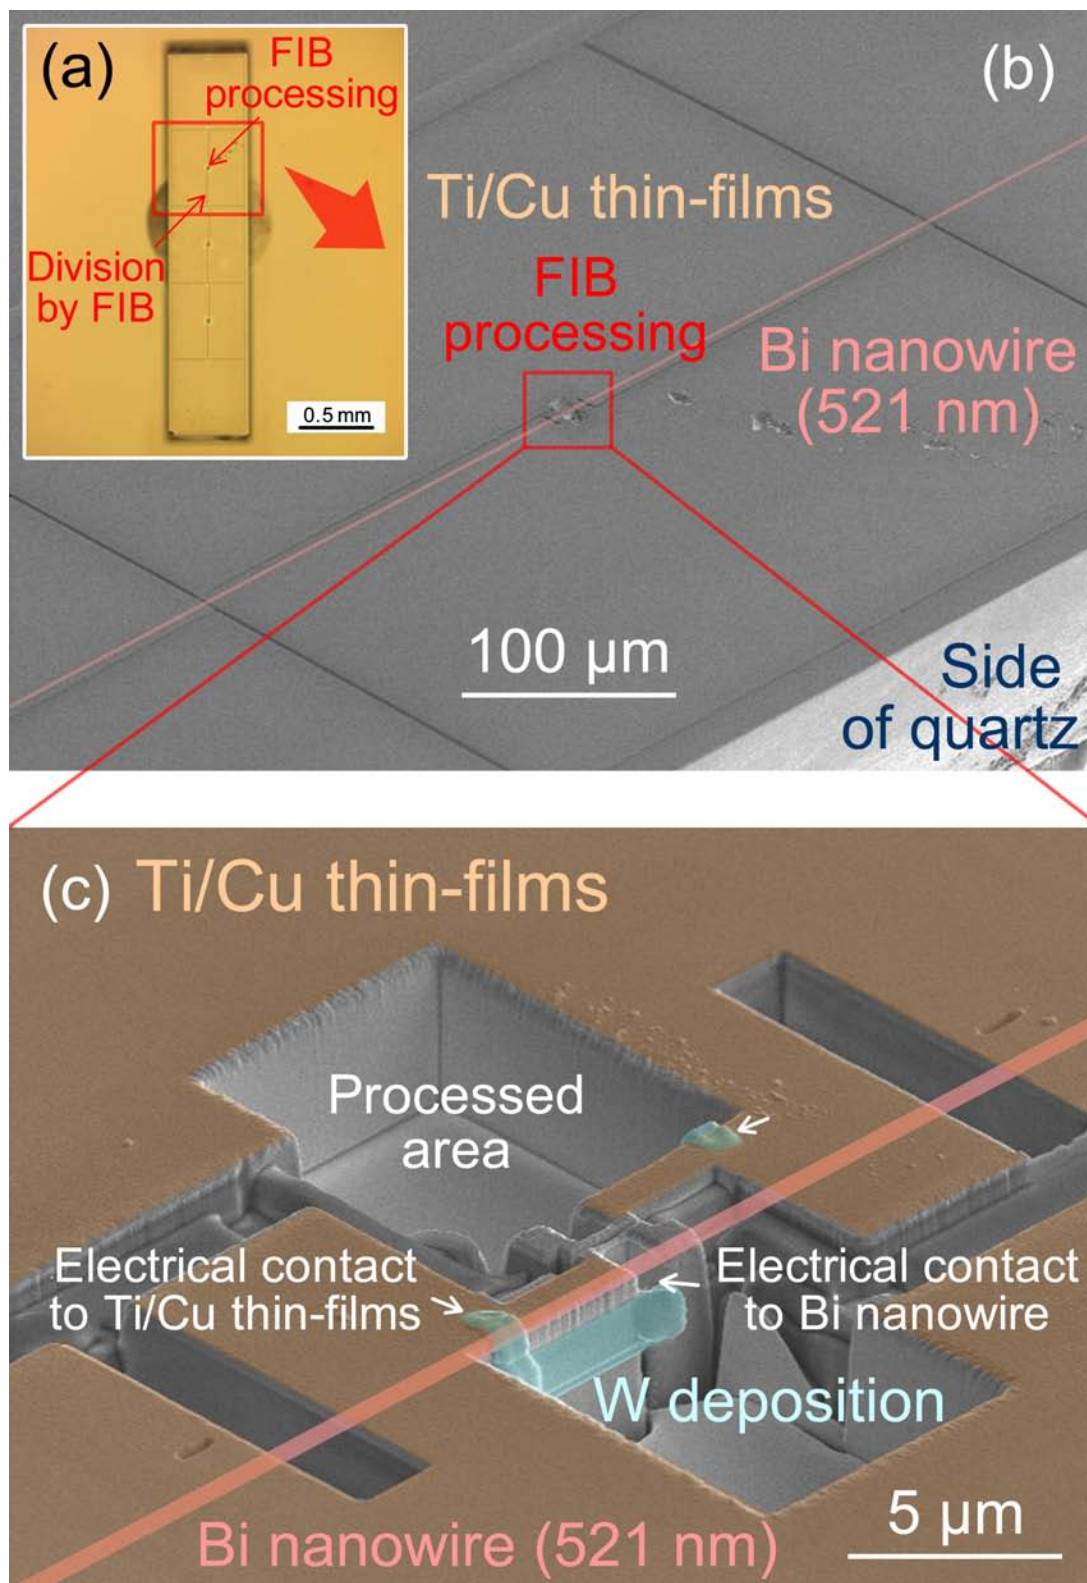 (a)
FIB
processing
Division
by FIB
0.5 mm
(b)
Ti/Cu thin-films
FIB
processing
Bi nanowire
(521 nm)
100 μm
Side
of quartz
(c) Ti/Cu thin-films
Processed
area
Electrical contact
to Ti/Cu thin-films
Electrical contact
to Bi nanowire
W deposition
Bi nanowire (521 nm)
5 μm